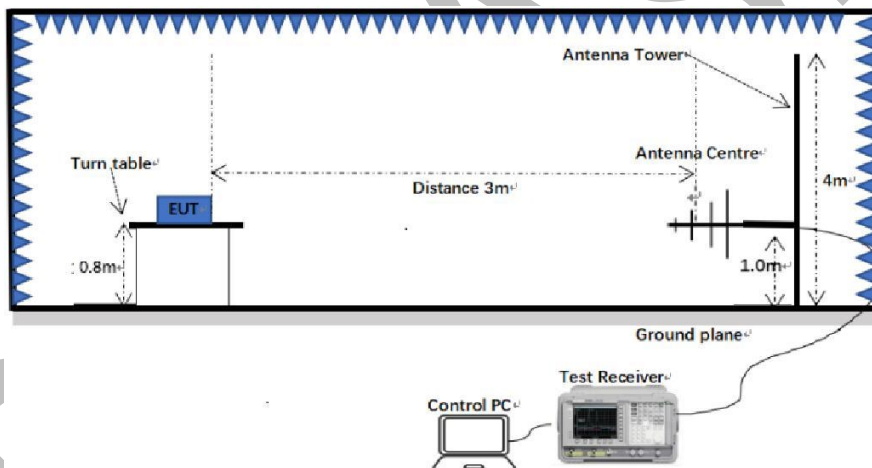 Antenna Tower
Antenna Centre
Turn table
Distance 3m
4m
EUT
0.8m
1.0m
Ground plane
Test Receiver
Control PC